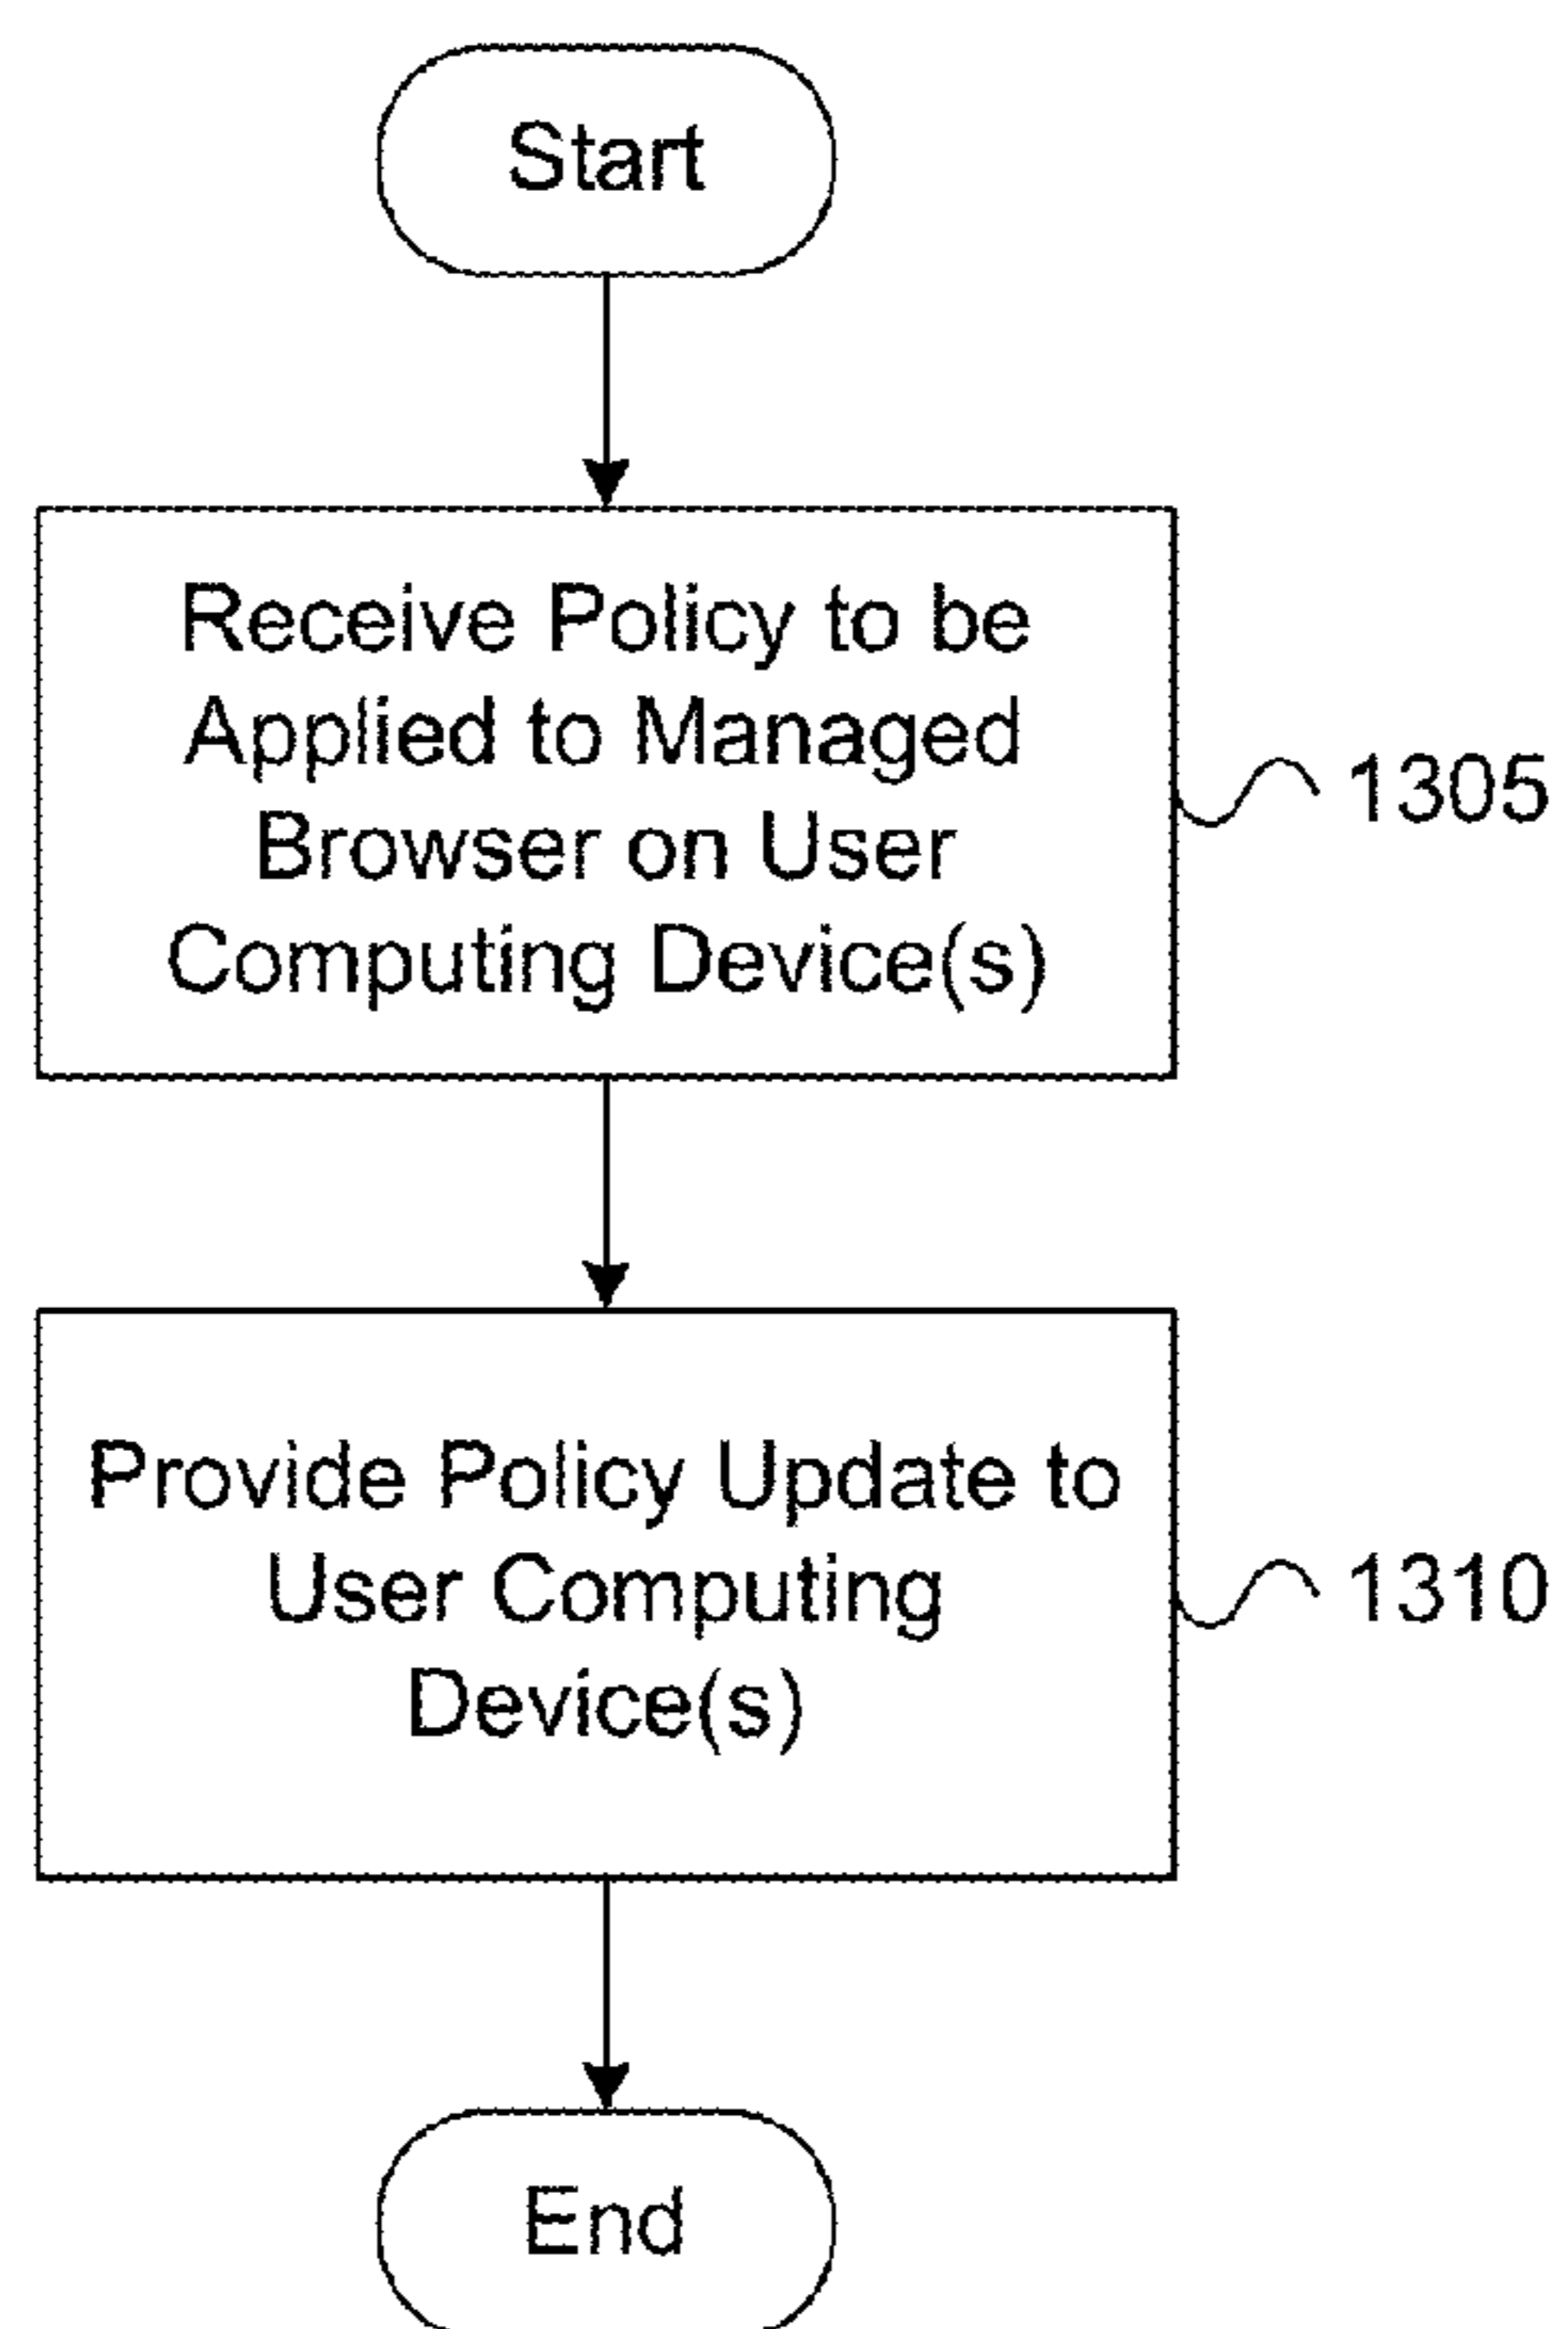 Start
Receive Policy to be
Applied to Managed
Browser on User
Computing Device(s)
1305
Provide Policy Update to
User Computing
Device(s)
1310
End